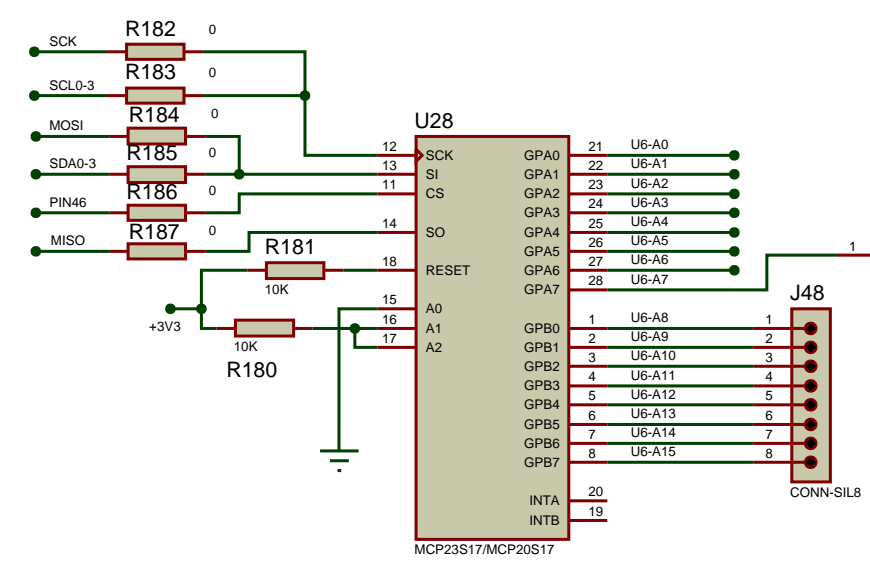 R182 0
SCK
R183 0
SCL0-3
R184 0
MOSI
R185 0
SDA0-3
R186 0
PIN46
R187 0
MISO
R181
10K
+3V3
10K
R180
U28
12 SCK
13 SI
11 CS
14 SO
18 RESET
15 A0
16 A1
17 A2
GPA0 21 U6-A0
GPA1 22 U6-A1
GPA2 23 U6-A2
GPA3 24 U6-A3
GPA4 25 U6-A4
GPA5 26 U6-A5
GPA6 27 U6-A6
GPA7 28 U6-A7
1
J48
GPB0 1 U6-A8 1
GPB1 2 U6-A9 2
GPB2 3 U6-A10 3
GPB3 4 U6-A11 4
GPB4 5 U6-A12 5
GPB5 6 U6-A13 6
GPB6 7 U6-A14 7
GPB7 8 U6-A15 8
CONN-SIL8
INTA 20
INTB 19
MCP23S17/MCP20S17